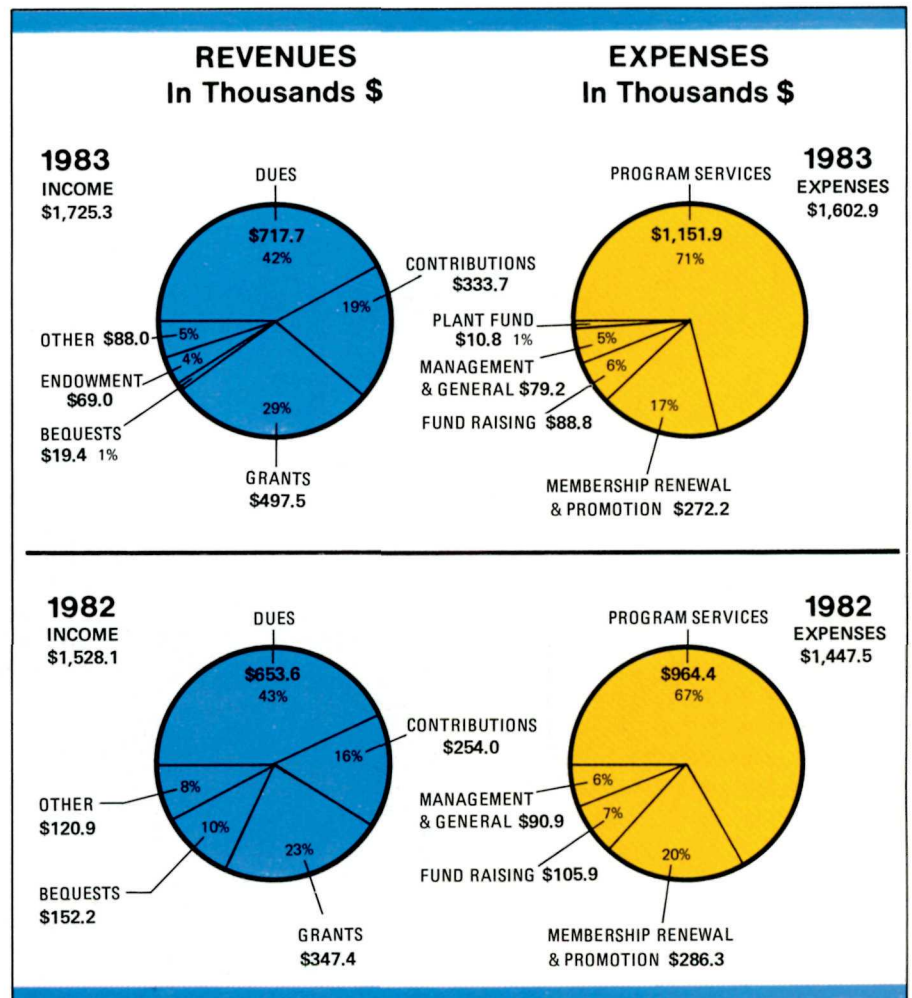 REVENUES
In Thousands $
EXPENSES
In Thousands $
1983
INCOME
$1,725.3
DUES
$717.7
42%
CONTRIBUTIONS
$333.7
19%
OTHER $88.0
5%
ENDOWMENT
$69.0
4%
BEQUESTS
$19.4 1%
29%
GRANTS
$497.5
1983
EXPENSES
$1,602.9
PROGRAM SERVICES
$1,151.9
71%
PLANT FUND
$10.8 1%
MANAGEMENT
& GENERAL $79.2
5%
FUND RAISING $88.8
6%
17%
MEMBERSHIP RENEWAL
& PROMOTION $272.2
1982
INCOME
$1,528.1
DUES
$653.6
43%
CONTRIBUTIONS
$254.0
16%
OTHER
$120.9
8%
BEQUESTS
$152.2
10%
23%
GRANTS
$347.4
1982
EXPENSES
$1,447.5
PROGRAM SERVICES
$964.4
67%
MANAGEMENT
& GENERAL $90.9
6%
FUND RAISING $105.9
7%
20%
MEMBERSHIP RENEWAL
& PROMOTION $286.3